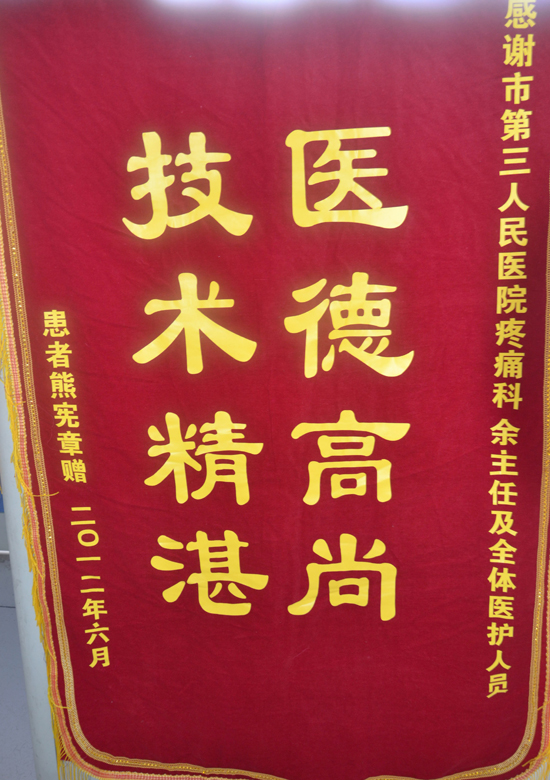 感谢市第三人民医院疼痛科 余主任及全体医护人员
医德高尚
技术精湛
患者熊宪章赠 二〇一二年六月